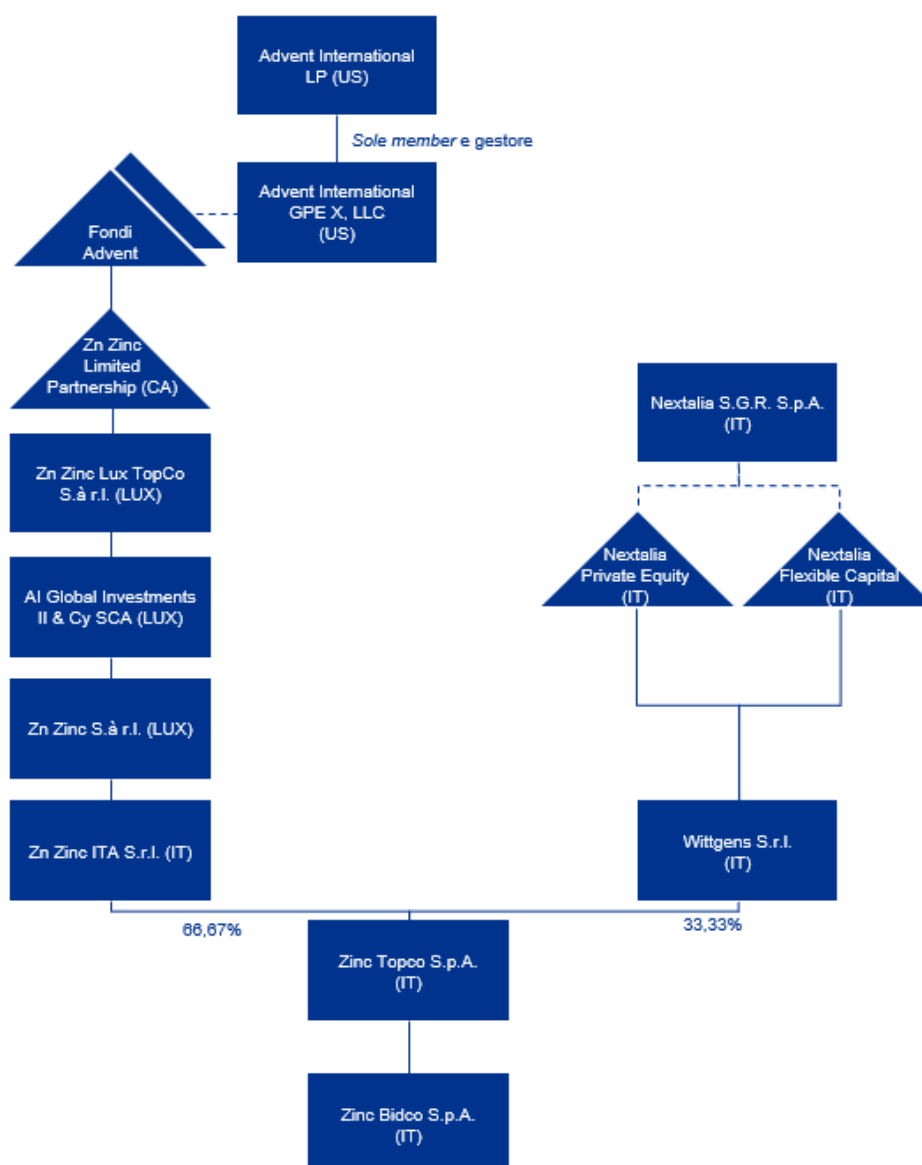 Advent International
LP (US)
Sole member e gestore
Advent International
GPE X, LLC
(US)
Fondi
Advent
Zn Zinc
Limited
Partnership (CA)
Nextalia S.G.R. S.p.A.
(IT)
Zn Zinc Lux TopCo
S.à r.l. (LUX)
Nextalia
Private Equity
(IT)
Nextalia
Flexible Capital
(IT)
AI Global Investments
II & Cy SCA (LUX)
Zn Zinc S.à r.l. (LUX)
Zn Zinc ITA S.r.l. (IT)
Wittgens S.r.l.
(IT)
66,67%
33,33%
Zinc Topco S.p.A.
(IT)
Zinc Bidco S.p.A.
(IT)